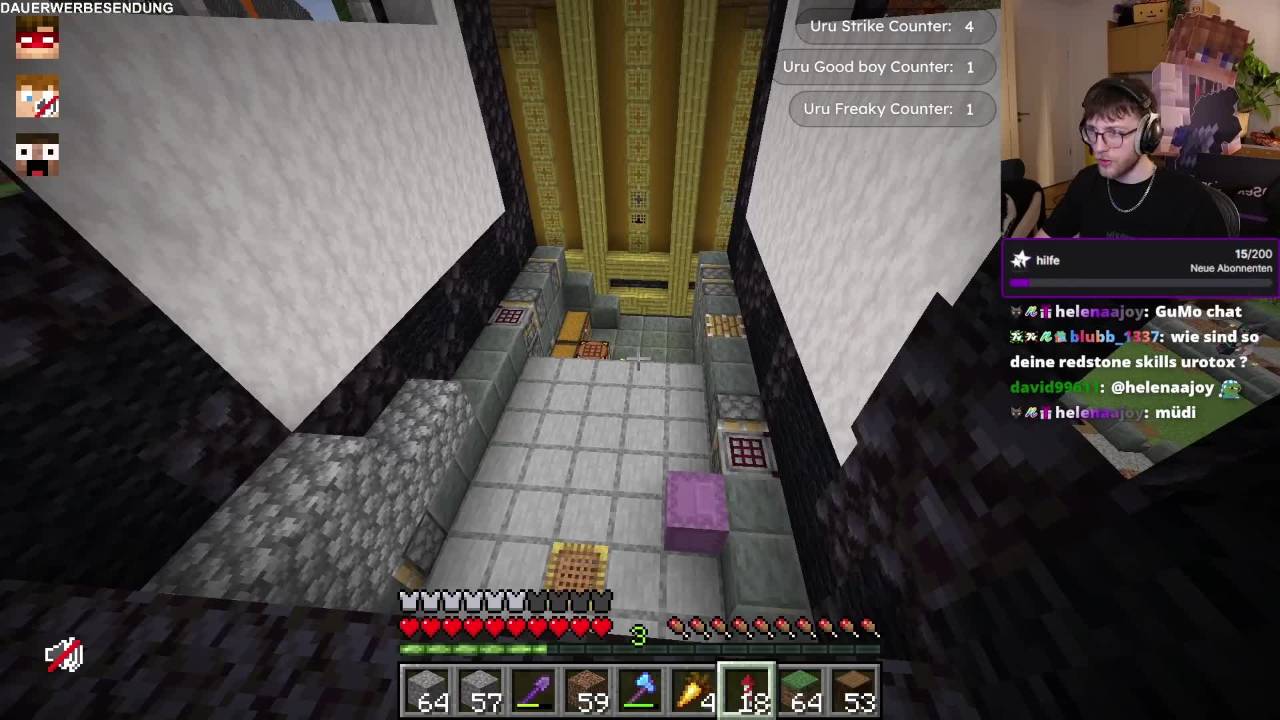 DAUERWERBESENDUNG
Uru Strike Counter: 4
Uru Good boy Counter: 1
Uru Freaky Counter: 1
hilfe
15/200
Neue Abonnenten
helenaajoy: GuMo chat
blubb_1337: wie sind so
deine redstone skills urotox ?
david99611: @helenaajoy
helenaajoy: müdi
3
64 57 59 4 18 64 53